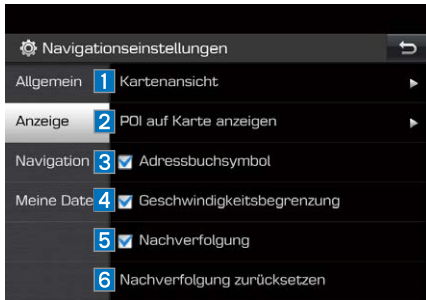 Navigationseinstellungen
Allgemein 1 Kartenansicht
Anzeige 2 POI auf Karte anzeigen
Navigation 3 Adressbuchsymbol
Meine Date 4 Geschwindigkeitsbegrenzung
5 Nachverfolgung
6 Nachverfolgung zurücksetzen